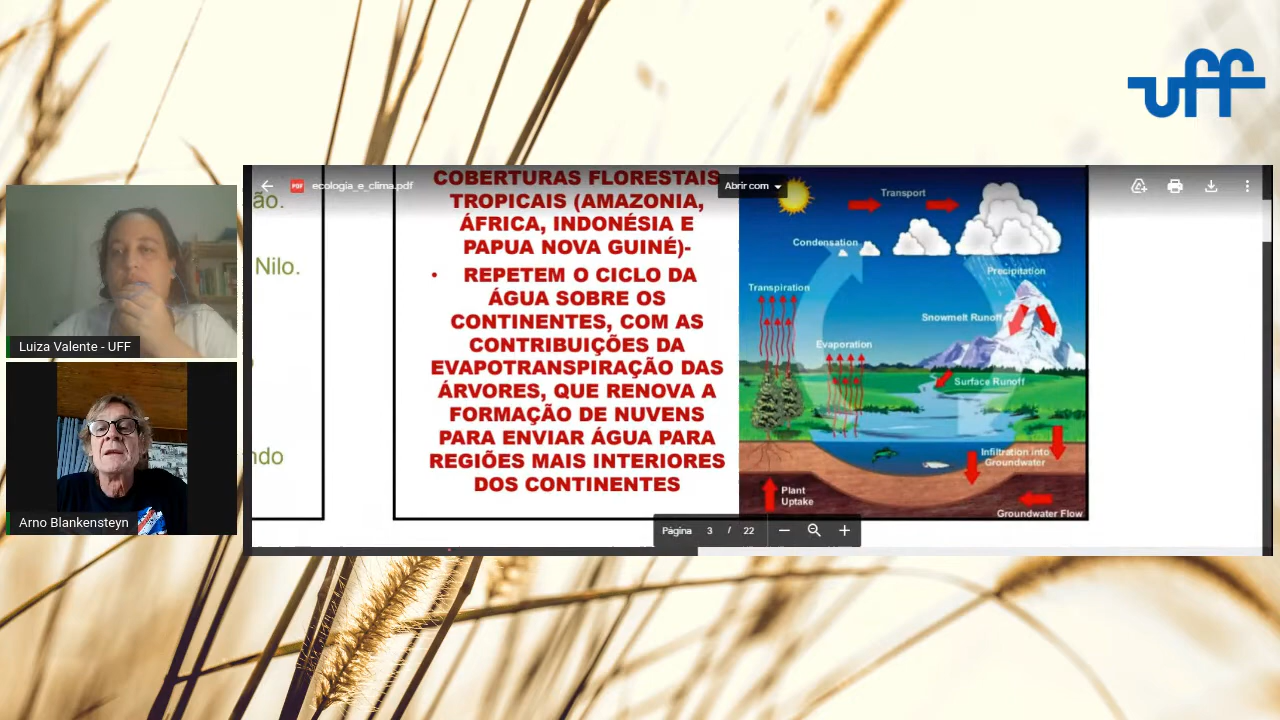 uff
ecologia_e_clima.pdf
Abrir com
ão.
Nilo.
ndo
COBERTURAS FLORESTAIS
TROPICAIS (AMAZONIA,
ÁFRICA, INDONÉSIA E
PAPUA NOVA GUINÉ)-
• REPETEM O CICLO DA
ÁGUA SOBRE OS
CONTINENTES, COM AS
CONTRIBUIÇÕES DA
EVAPOTRANSPIRAÇÃO DAS
ÁRVORES, QUE RENOVA A
FORMAÇÃO DE NUVENS
PARA ENVIAR ÁGUA PARA
REGIÕES MAIS INTERIORES
DOS CONTINENTES
Transport
Condensation
Precipitation
Transpiration
Snowmelt Runoff
Evaporation
Surface Runoff
Infiltration into
Groundwater
Plant
Uptake
Groundwater Flow
Página 3 / 22
Luiza Valente - UFF
Arno Blankensteyn